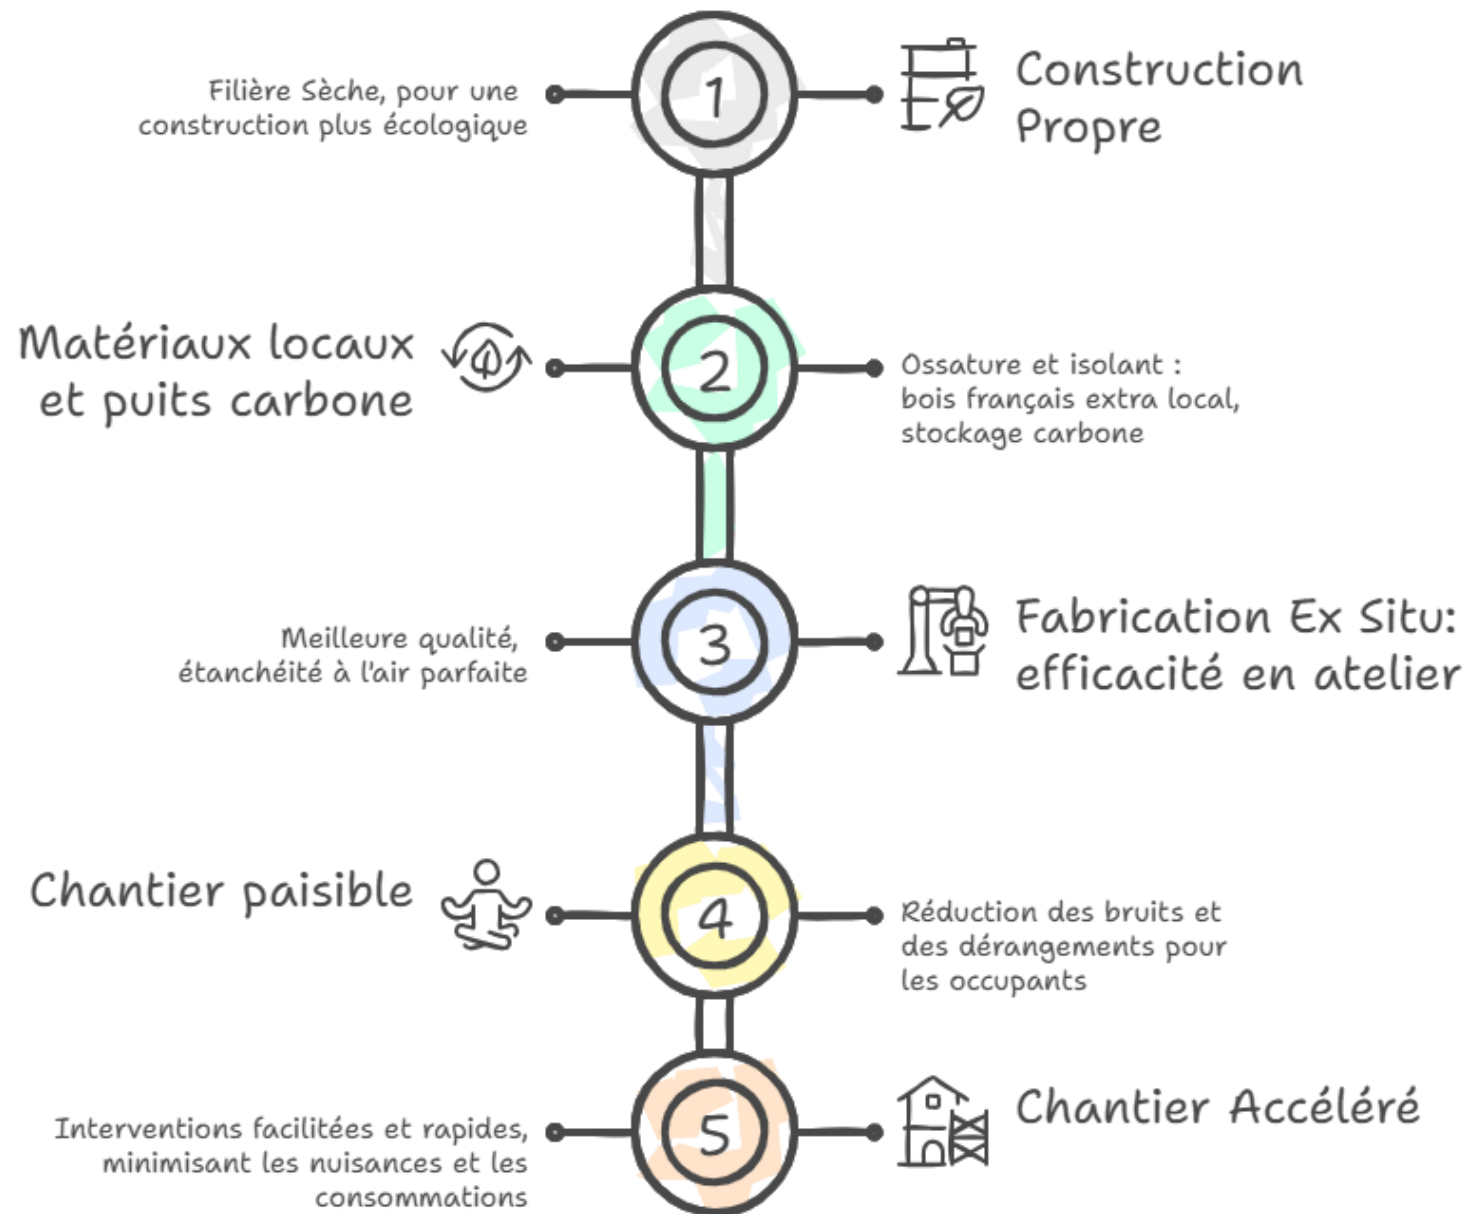 1
Filière Sèche, pour une
construction plus écologique
Construction
Propre
Matériaux locaux
et puits carbone
2
Ossature et isolant :
bois français extra local,
stockage carbone
Meilleure qualité,
étanchéité à l'air parfaite
3
Fabrication Ex Situ:
efficacité en atelier
Chantier paisible
4
Réduction des bruits et
des dérangements pour
les occupants
Interventions facilitées et rapides,
minimisant les nuisances et les
consommations
5
Chantier Accéléré